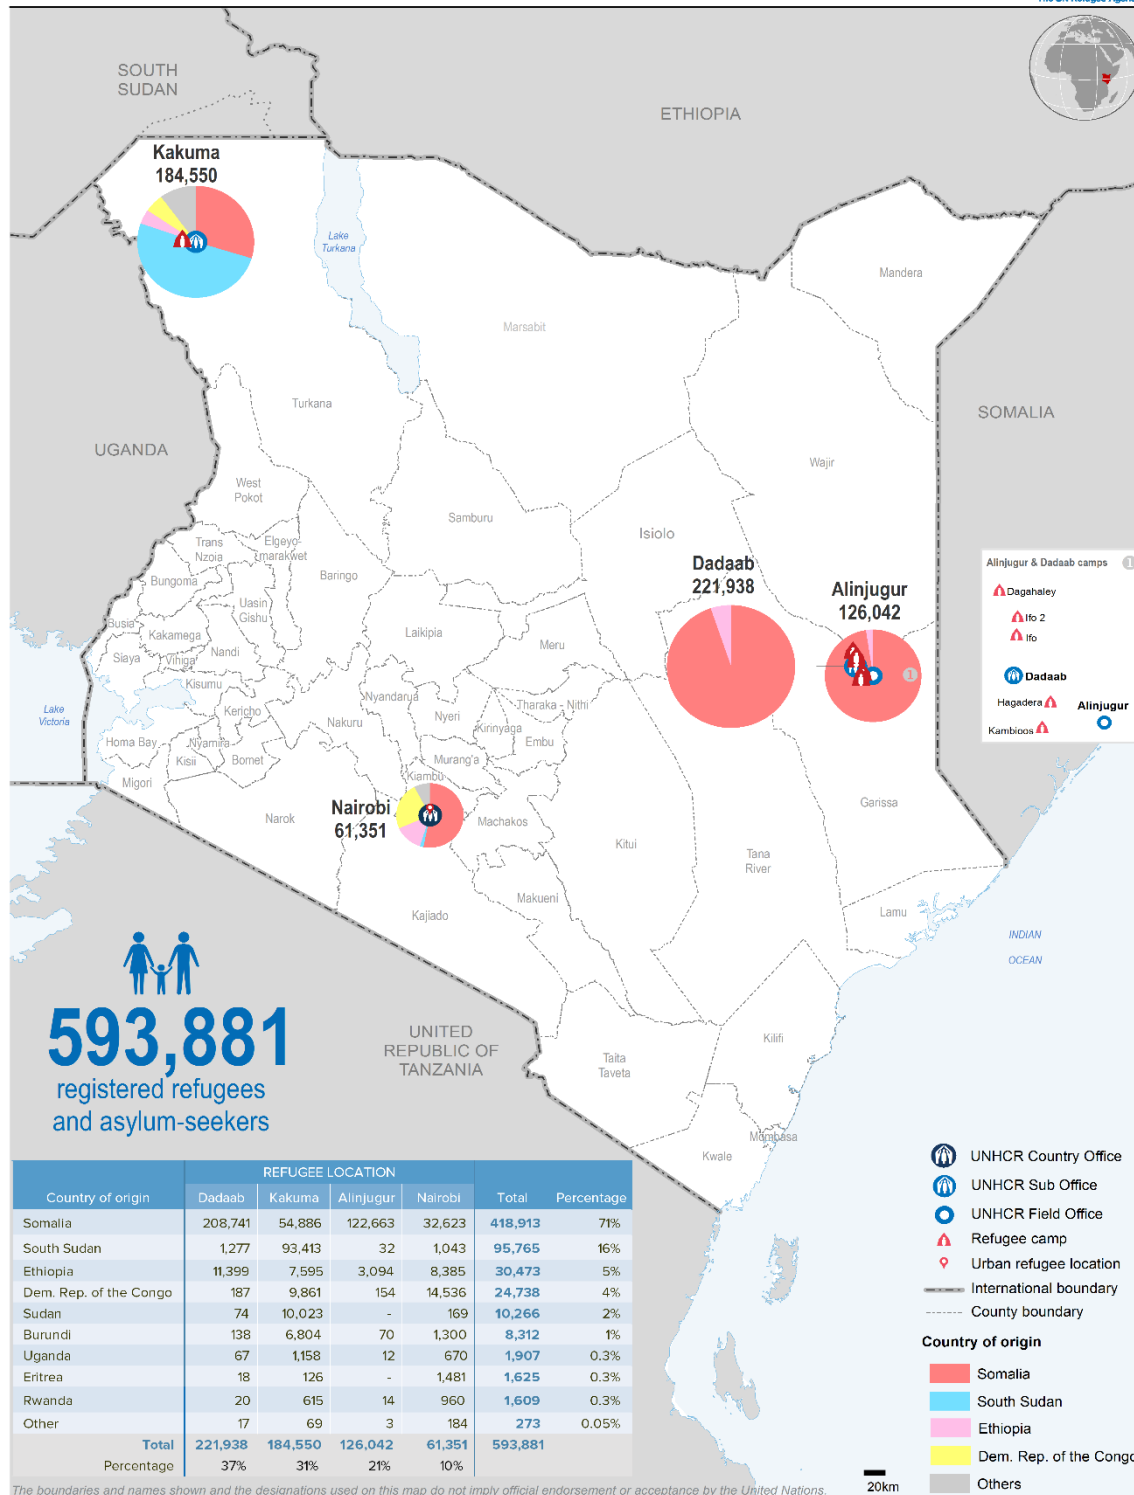 The UN Refugee Agency
SOUTH
SUDAN
ETHIOPIA
Kakuma
184,550
Lake
Turkana
Mandera
Marsabit
Turkana
SOMALIA
UGANDA
Wajir
West
Pokot
Samburu
Isiolo
Trans
Nzoia
Elgeyo-
marakwet
Baringo
Bungoma
Dadaab
221,938
Alinjugur
126,042
Alinjugur & Dadaab camps 1
Dagahaley
Ifo 2
Ifo
Dadaab
Hagadera
Alinjugur
Kambioos
1
Uasin
Gishu
Busia
Kakamega
Laikipia
Meru
Siaya
Vihiga
Nandi
Kisumu
Nyandarua
Tharaka - Nithi
Lake
Victoria
Kericho
Nakuru
Nyeri
Kirinyaga
Embu
Homa Bay
Nyamira
Kisii
Bomet
Murang'a
Kiambu
Migori
Nairobi
61,351
Narok
Machakos
Garissa
Kitui
Tana
River
Makueni
Kajiado
Lamu
INDIAN
OCEAN
593,881
registered refugees
and asylum-seekers
UNITED
REPUBLIC OF
TANZANIA
Taita
Taveta
Kilifi
Mombasa
Kwale
REFUGEE LOCATION
Country of origin Dadaab Kakuma Alinjugur Nairobi Total Percentage
Somalia 208,741 54,886 122,663 32,623 418,913 71%
South Sudan 1,277 93,413 32 1,043 95,765 16%
Ethiopia 11,399 7,595 3,094 8,385 30,473 5%
Dem. Rep. of the Congo 187 9,861 154 14,536 24,738 4%
Sudan 74 10,023 - 169 10,266 2%
Burundi 138 6,804 70 1,300 8,312 1%
Uganda 67 1,158 12 670 1,907 0.3%
Eritrea 18 126 - 1,481 1,625 0.3%
Rwanda 20 615 14 960 1,609 0.3%
Other 17 69 3 184 273 0.05%
Total 221,938 184,550 126,042 61,351 593,881
Percentage 37% 31% 21% 10%
UNHCR Country Office
UNHCR Sub Office
UNHCR Field Office
Refugee camp
Urban refugee location
International boundary
County boundary
Country of origin
Somalia
South Sudan
Ethiopia
Dem. Rep. of the Congo
Others
20km
The boundaries and names shown and the designations used on this map do not imply official endorsement or acceptance by the United Nations.